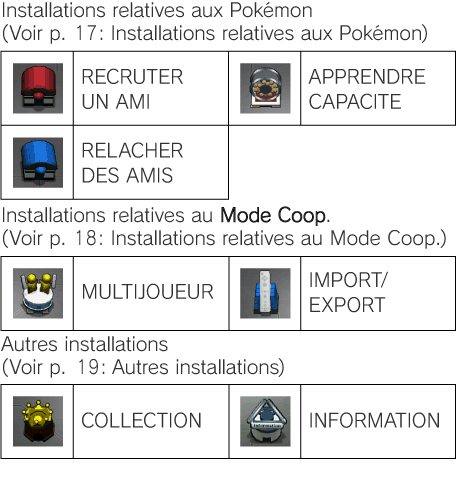 Installations relatives aux Pokémon
(Voir p. 17: Installations relatives aux Pokémon)
RECRUTER
UN AMI
APPRENDRE
CAPACITE
RELACHER
DES AMIS
Installations relatives au Mode Coop.
(Voir p. 18: Installations relatives au Mode Coop.)
MULTIJOUEUR
IMPORT/
EXPORT
Autres installations
(Voir p. 19: Autres installations)
COLLECTION
Information
INFORMATION